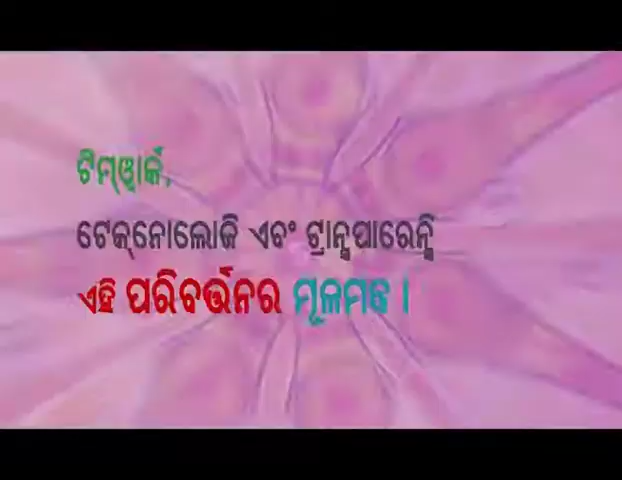 ଟିମ୍‌ୱାର୍କ,
ଟେକ୍‌ନୋଲୋଜି ଏବଂ ଟ୍ରାନ୍ସପାରେନ୍ସି
ଏହି ପରିବର୍ତ୍ତନର ମୂଳମନ୍ତ୍ର ।